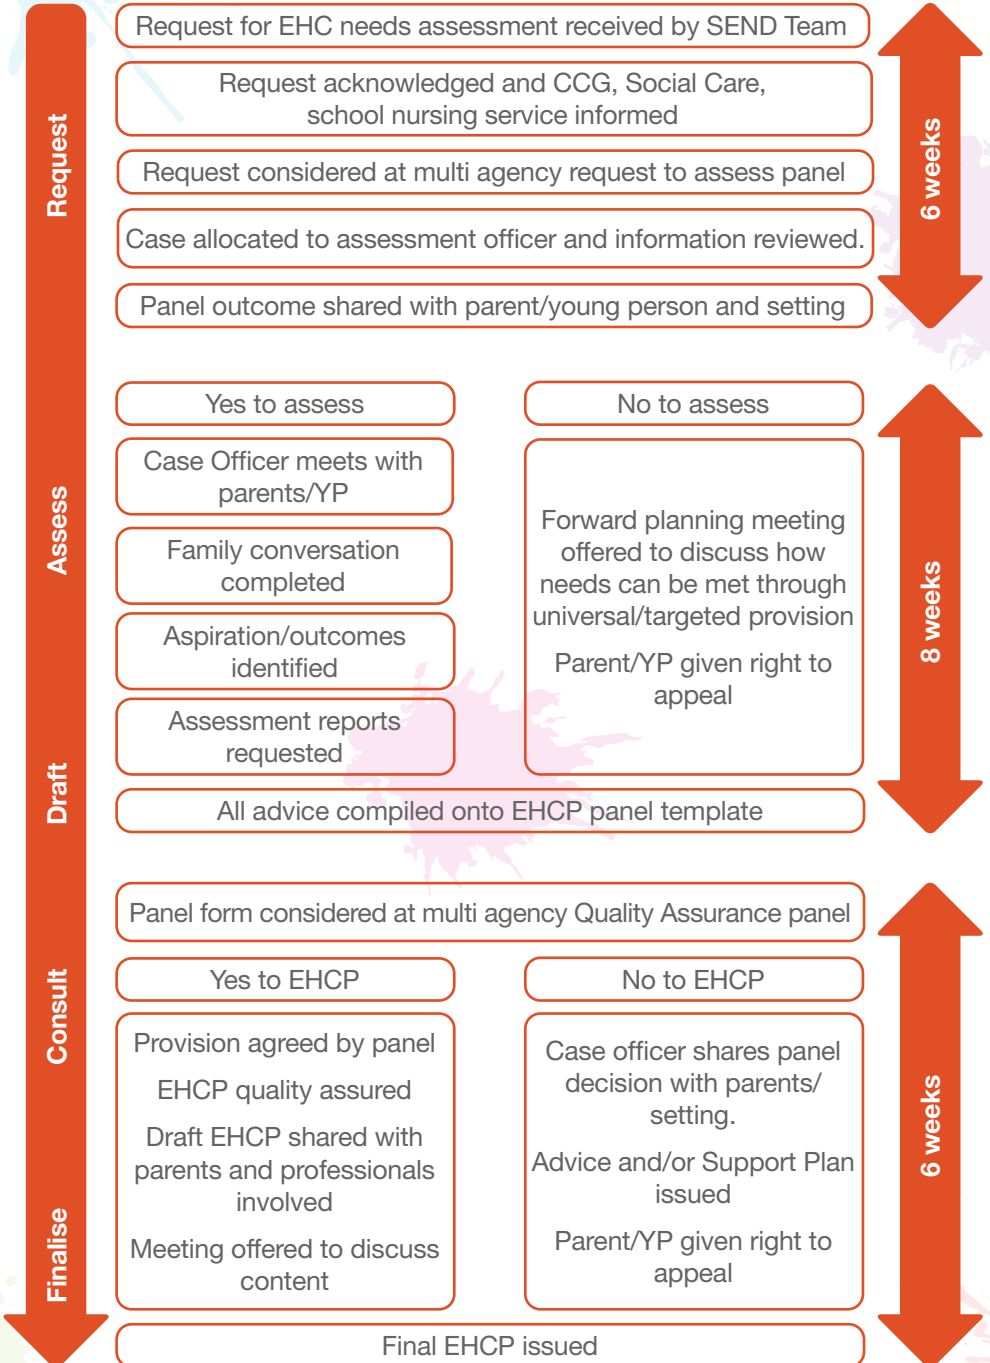 Request
Request for EHC needs assessment received by SEND Team
Request acknowledged and CCG, Social Care,
school nursing service informed
Request considered at multi agency request to assess panel
Case allocated to assessment officer and information reviewed.
Panel outcome shared with parent/young person and setting
6 weeks
Assess
Yes to assess
Case Officer meets with
parents/YP
Family conversation
completed
Aspiration/outcomes
identified
Assessment reports
requested
No to assess
Forward planning meeting
offered to discuss how
needs can be met through
universal/targeted provision
Parent/YP given right to
appeal
8 weeks
Draft
All advice compiled onto EHCP panel template
Panel form considered at multi agency Quality Assurance panel
Consult
Yes to EHCP
Provision agreed by panel
EHCP quality assured
Draft EHCP shared with
parents and professionals
involved
Meeting offered to discuss
content
No to EHCP
Case officer shares panel
decision with parents/
setting.
Advice and/or Support Plan
issued
Parent/YP given right to
appeal
6 weeks
Finalise
Final EHCP issued